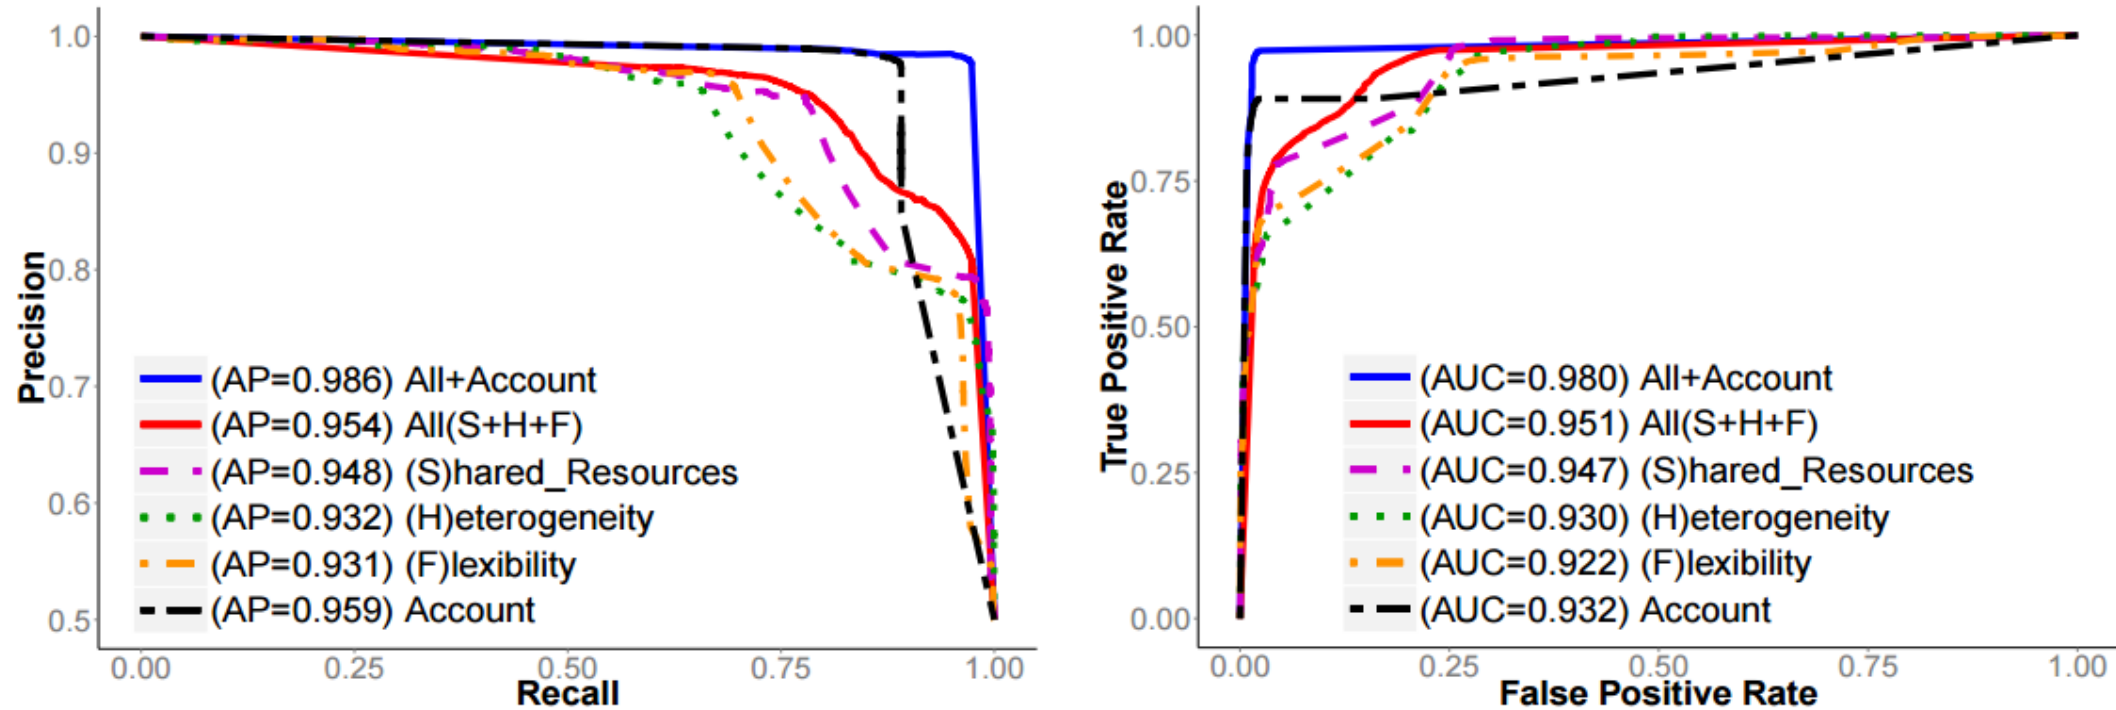 Precision
1.0
0.9
0.8
0.7
0.6
0.5
(AP=0.986) All+Account
(AP=0.954) All(S+H+F)
(AP=0.948) (S)hared_Resources
(AP=0.932) (H)eterogeneity
(AP=0.931) (F)lexibility
(AP=0.959) Account
0.00 0.25 0.50 0.75 1.00
Recall
True Positive Rate
1.00
0.75
0.50
0.25
0.00
(AUC=0.980) All+Account
(AUC=0.951) All(S+H+F)
(AUC=0.947) (S)hared_Resources
(AUC=0.930) (H)eterogeneity
(AUC=0.922) (F)lexibility
(AUC=0.932) Account
0.00 0.25 0.50 0.75 1.00
False Positive Rate